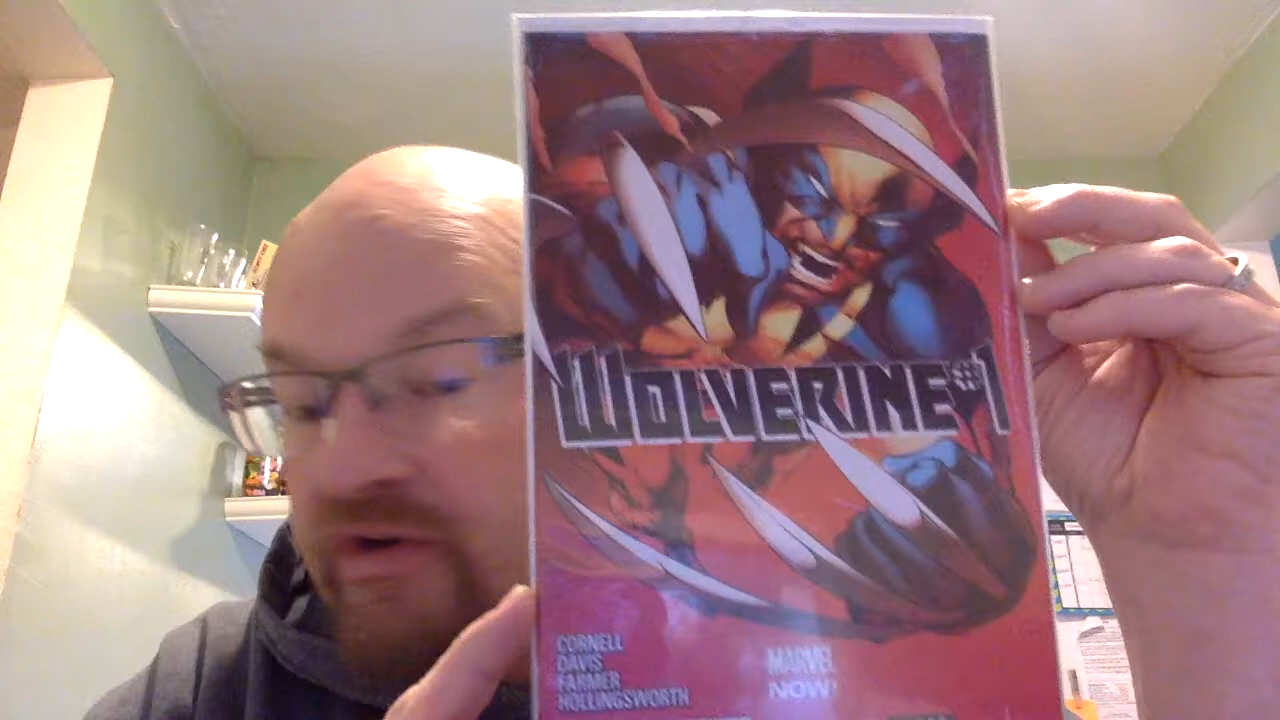 WOLVERINE #1
CORNELL
DAVIS
FARMER
HOLLINGSWORTH
MARVEL
NOW!